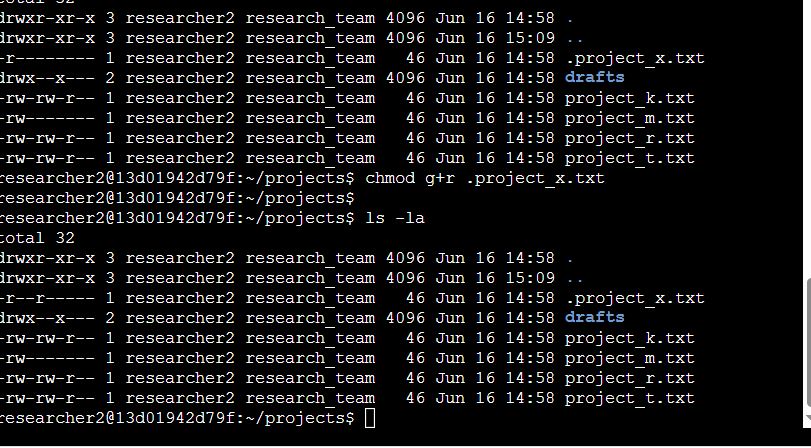 total 32
drwxr-xr-x 3 researcher2 research_team 4096 Jun 16 14:58 .
drwxr-xr-x 3 researcher2 research_team 4096 Jun 16 15:09 ..
-r-------- 1 researcher2 research_team   46 Jun 16 14:58 .project_x.txt
drwx--x--- 2 researcher2 research_team 4096 Jun 16 14:58 drafts
-rw-rw-r-- 1 researcher2 research_team   46 Jun 16 14:58 project_k.txt
-rw------- 1 researcher2 research_team   46 Jun 16 14:58 project_m.txt
-rw-rw-r-- 1 researcher2 research_team   46 Jun 16 14:58 project_r.txt
-rw-rw-r-- 1 researcher2 research_team   46 Jun 16 14:58 project_t.txt
researcher2@13d01942d79f:~/projects$ chmod g+r .project_x.txt
researcher2@13d01942d79f:~/projects$
researcher2@13d01942d79f:~/projects$ ls -la
total 32
drwxr-xr-x 3 researcher2 research_team 4096 Jun 16 14:58 .
drwxr-xr-x 3 researcher2 research_team 4096 Jun 16 15:09 ..
-r--r----- 1 researcher2 research_team   46 Jun 16 14:58 .project_x.txt
drwx--x--- 2 researcher2 research_team 4096 Jun 16 14:58 drafts
-rw-rw-r-- 1 researcher2 research_team   46 Jun 16 14:58 project_k.txt
-rw------- 1 researcher2 research_team   46 Jun 16 14:58 project_m.txt
-rw-rw-r-- 1 researcher2 research_team   46 Jun 16 14:58 project_r.txt
-rw-rw-r-- 1 researcher2 research_team   46 Jun 16 14:58 project_t.txt
researcher2@13d01942d79f:~/projects$